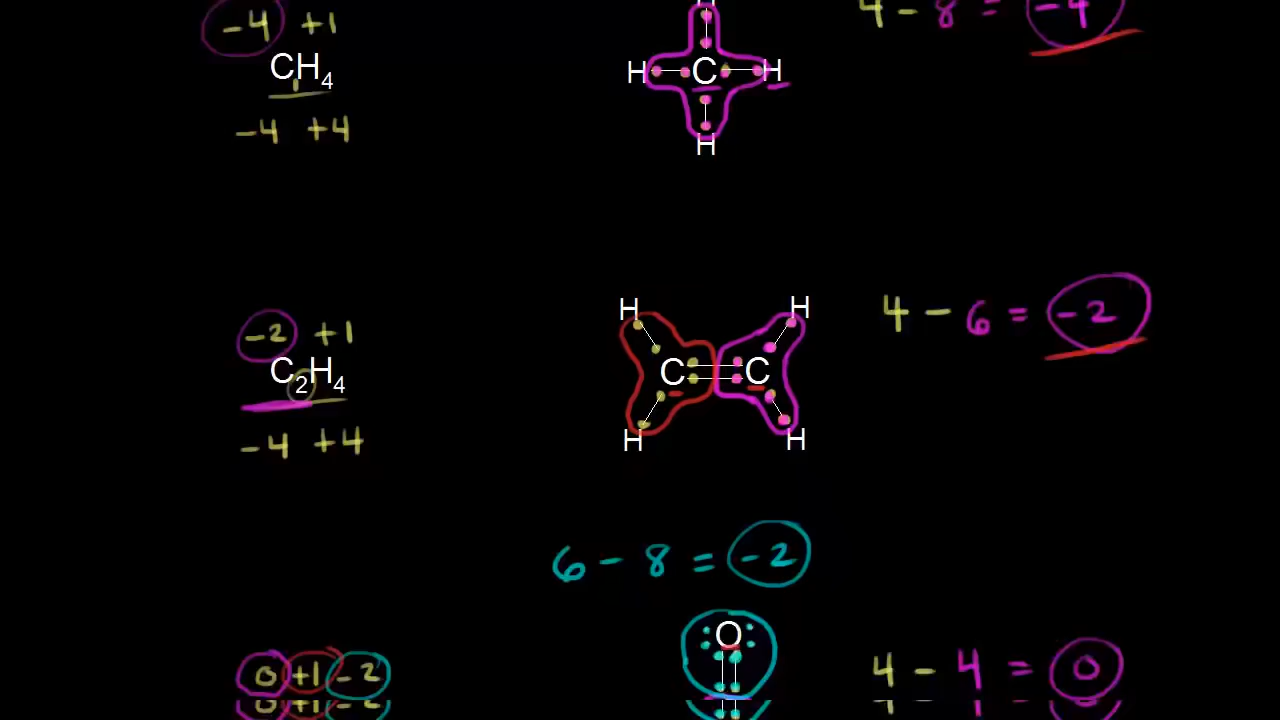 -4 +1
CH4
-4 +4
H
H C H
H
4 - 8 = -4
-2 +1
C2H4
-4 +4
H H
C C
H H
4 - 6 = -2
6 - 8 = -2
O
0 +1 -2
4 - 4 = 0